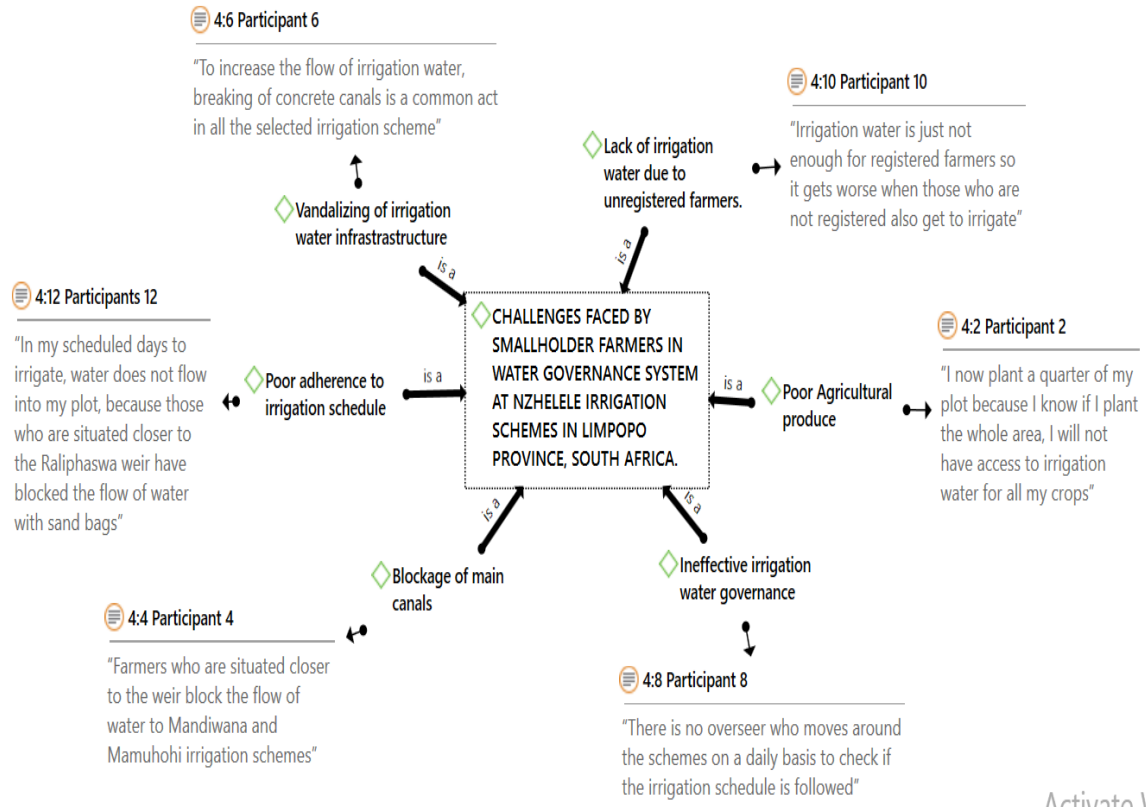 4:6 Participant 6
“To increase the flow of irrigation water,
breaking of concrete canals is a common act
in all the selected irrigation scheme”
4:10 Participant 10
“Irrigation water is just not
enough for registered farmers so
it gets worse when those who are
not registered also get to irrigate”
Lack of irrigation
water due to
unregistered farmers.
Vandalizing of irrigation
water infrastrastructure
is a
is a
4:12 Participants 12
“In my scheduled days to
irrigate, water does not flow
into my plot, because those
who are situated closer to
the Raliphaswa weir have
blocked the flow of water
with sand bags”
Poor adherence to
irrigation schedule
is a
CHALLENGES FACED BY
SMALLHOLDER FARMERS IN
WATER GOVERNANCE SYSTEM
AT NZHELELE IRRIGATION
SCHEMES IN LIMPOPO
PROVINCE, SOUTH AFRICA.
is a
Poor Agricultural
produce
4:2 Participant 2
“I now plant a quarter of my
plot because I know if I plant
the whole area, I will not
have access to irrigation
water for all my crops”
is a
is a
Blockage of main
canals
Ineffective irrigation
water governance
4:4 Participant 4
“Farmers who are situated closer
to the weir block the flow of
water to Mandiwana and
Mamuhohi irrigation schemes”
4:8 Participant 8
“There is no overseer who moves around
the schemes on a daily basis to check if
the irrigation schedule is followed”